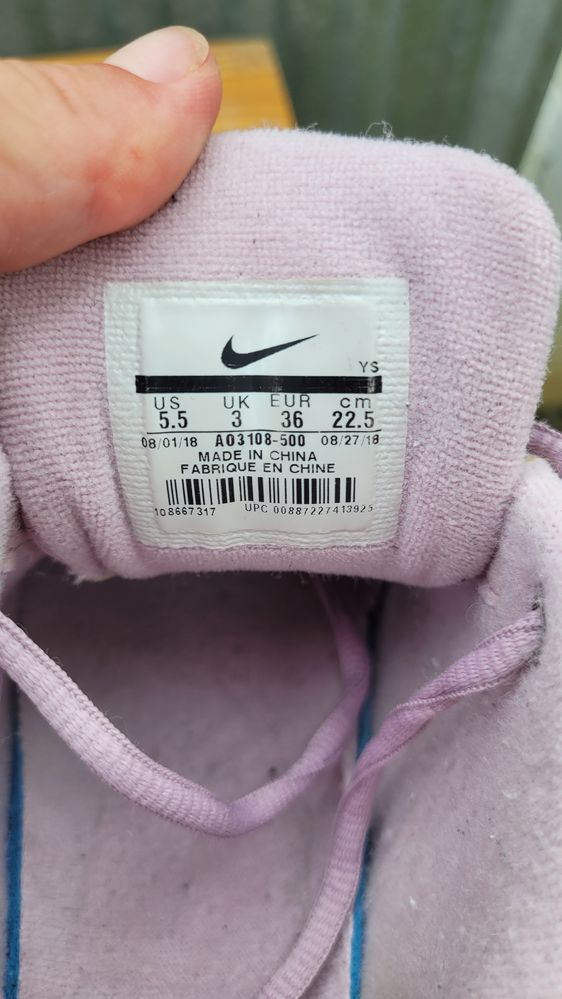 YS
US UK EUR cm
5.5 3 36 22.5
08/01/18 AO3108-500 08/27/18
MADE IN CHINA
FABRIQUE EN CHINE
108667317 UPC 00887227413925